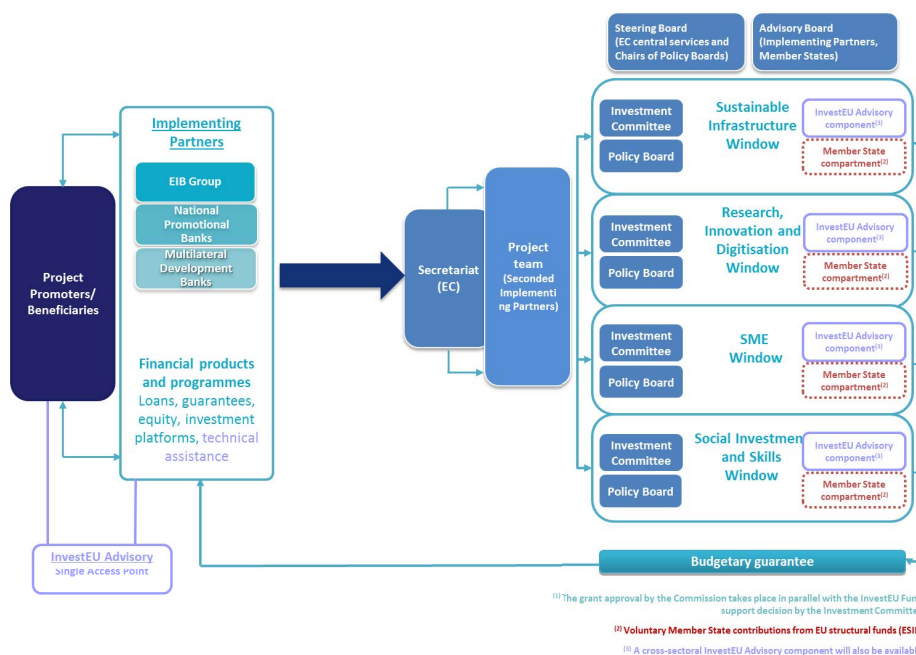 Steering Board
(EC central services and
Chairs of Policy Boards)
Advisory Board
(Implementing Partners,
Member States)
Implementing
Partners
EIB Group
National
Promotional
Banks
Multilateral
Development
Banks
Project
Promoters/
Beneficiaries
Financial products
and programmes
Loans, guarantees,
equity, investment
platforms, technical
assistance
InvestEU Advisory
Single Access Point
Secretariat
(EC)
Project
team
(Seconded
Implementi
ng Partners)
Investment
Committee
Policy Board
Sustainable
Infrastructure
Window
InvestEU Advisory
component(3)
Member State
compartment(2)
Investment
Committee
Policy Board
Research,
Innovation and
Digitisation
Window
InvestEU Advisory
component(3)
Member State
compartment(2)
Investment
Committee
Policy Board
SME
Window
InvestEU Advisory
component(3)
Member State
compartment(2)
Investment
Committee
Policy Board
Social Investmen
and Skills
Window
InvestEU Advisory
component(3)
Member State
compartment(2)
Budgetary guarantee
(1) The grant approval by the Commission takes place in parallel with the InvestEU Fun
support decision by the Investment Committe
(2) Voluntary Member State contributions from EU structural funds (ESI
(3) A cross-sectoral InvestEU Advisory component will also be availabl